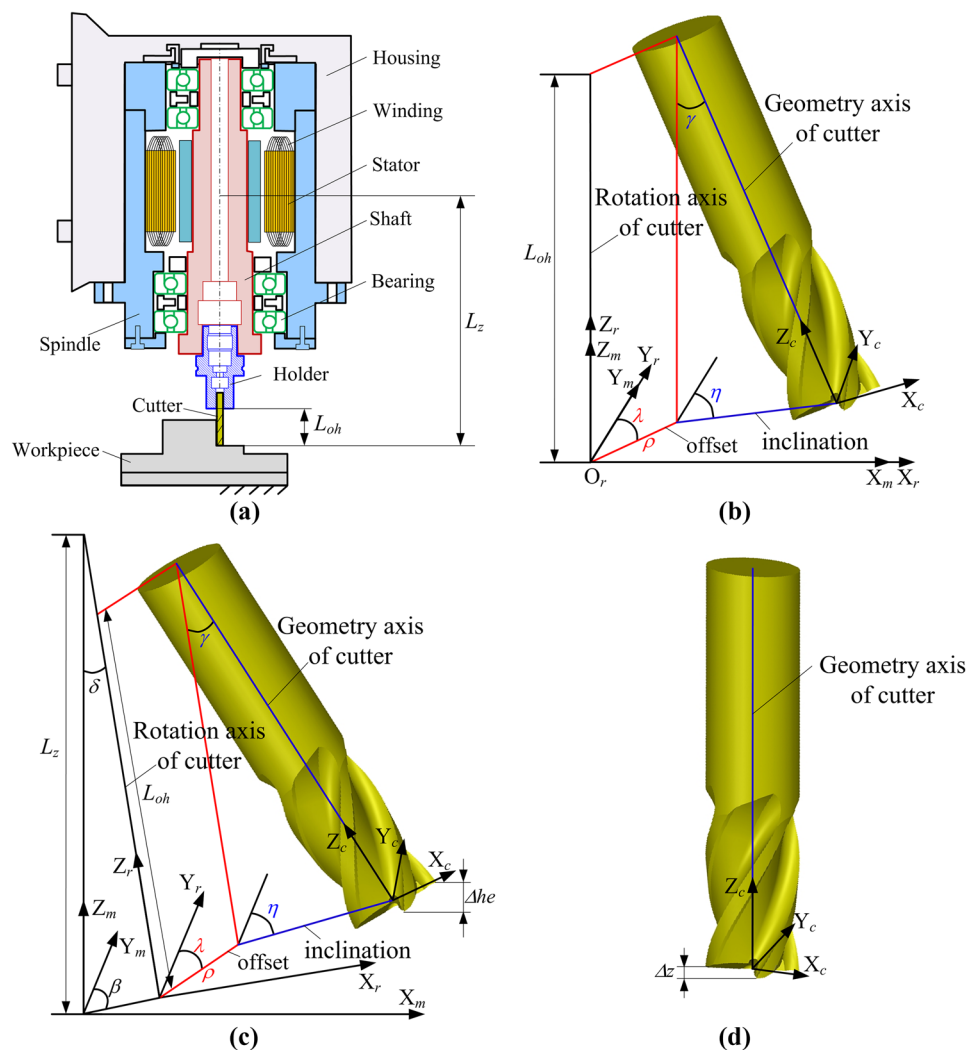 Housing
Winding
Stator
Shaft
Bearing
L_z
Spindle
Holder
Cutter
L_oh
Workpiece
(a)
γ
Geometry axis
of cutter
Rotation axis
of cutter
L_oh
Z_r
Z_m
Z_c
Y_c
Y_r
Y_m
η
X_c
λ
ρ
offset
inclination
O_r
X_m X_r
(b)
γ
Geometry axis
of cutter
δ
Rotation axis
of cutter
L_z
L_oh
Z_c
Y_c
X_c
Δhe
Z_r
Y_r
Z_m
Y_m
η
λ
inclination
offset
ρ
X_r
β
X_m
(c)
Geometry axis
of cutter
Z_c
Y_c
Δz
X_c
(d)